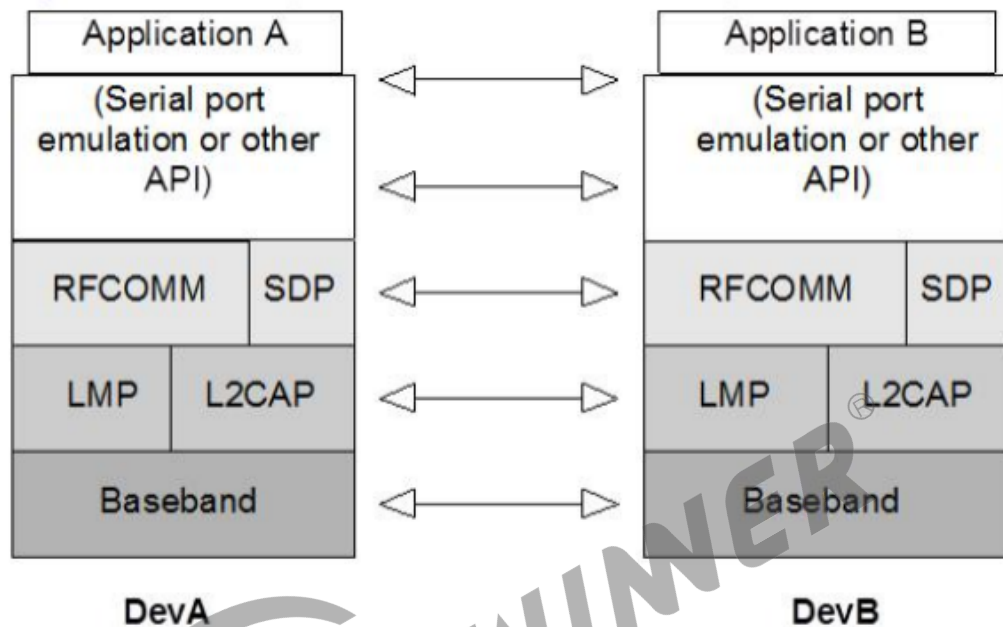 Application A
Application B
(Serial port
emulation or other
API)
(Serial port
emulation or other
API)
RFCOMM
SDP
RFCOMM
SDP
LMP
L2CAP
LMP
L2CAP
®
Baseband
Baseband
DevA
DevB